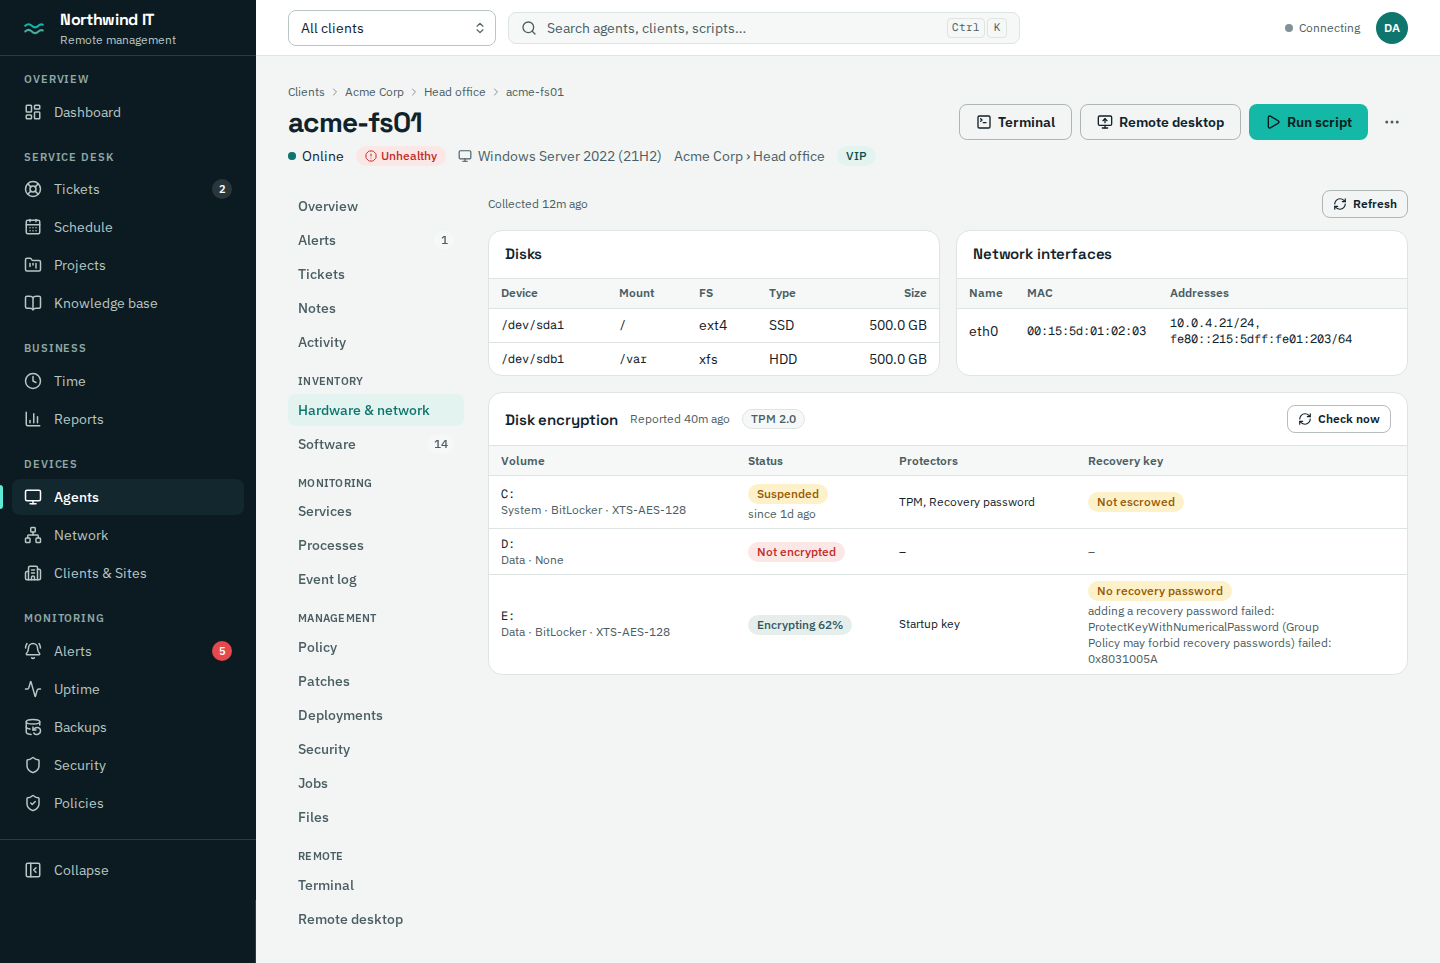 Northwind IT
Remote management
All clients
Search agents, clients, scripts...
Ctrl K
Connecting
DA
OVERVIEW
Dashboard
SERVICE DESK
Tickets 2
Schedule
Projects
Knowledge base
BUSINESS
Time
Reports
DEVICES
Agents
Network
Clients & Sites
MONITORING
Alerts 5
Uptime
Backups
Security
Policies
Collapse
Clients > Acme Corp > Head office > acme-fs01
acme-fs01
Terminal
Remote desktop
Run script
Online Unhealthy Windows Server 2022 (21H2) Acme Corp › Head office VIP
Overview
Alerts 1
Tickets
Notes
Activity
INVENTORY
Hardware & network
Software 14
MONITORING
Services
Processes
Event log
MANAGEMENT
Policy
Patches
Deployments
Security
Jobs
Files
REMOTE
Terminal
Remote desktop
Collected 12m ago
Refresh
Disks
Device Mount FS Type Size
/dev/sda1 / ext4 SSD 500.0 GB
/dev/sdb1 /var xfs HDD 500.0 GB
Network interfaces
Name MAC Addresses
eth0 00:15:5d:01:02:03 10.0.4.21/24,
fe80::215:5dff:fe01:203/64
Disk encryption Reported 40m ago TPM 2.0
Check now
Volume Status Protectors Recovery key
C: Suspended TPM, Recovery password Not escrowed
System · BitLocker · XTS-AES-128 since 1d ago
D: Not encrypted – –
Data · None
E: Encrypting 62% Startup key No recovery password
Data · BitLocker · XTS-AES-128
adding a recovery password failed:
ProtectKeyWithNumericalPassword (Group
Policy may forbid recovery passwords) failed:
0x8031005A